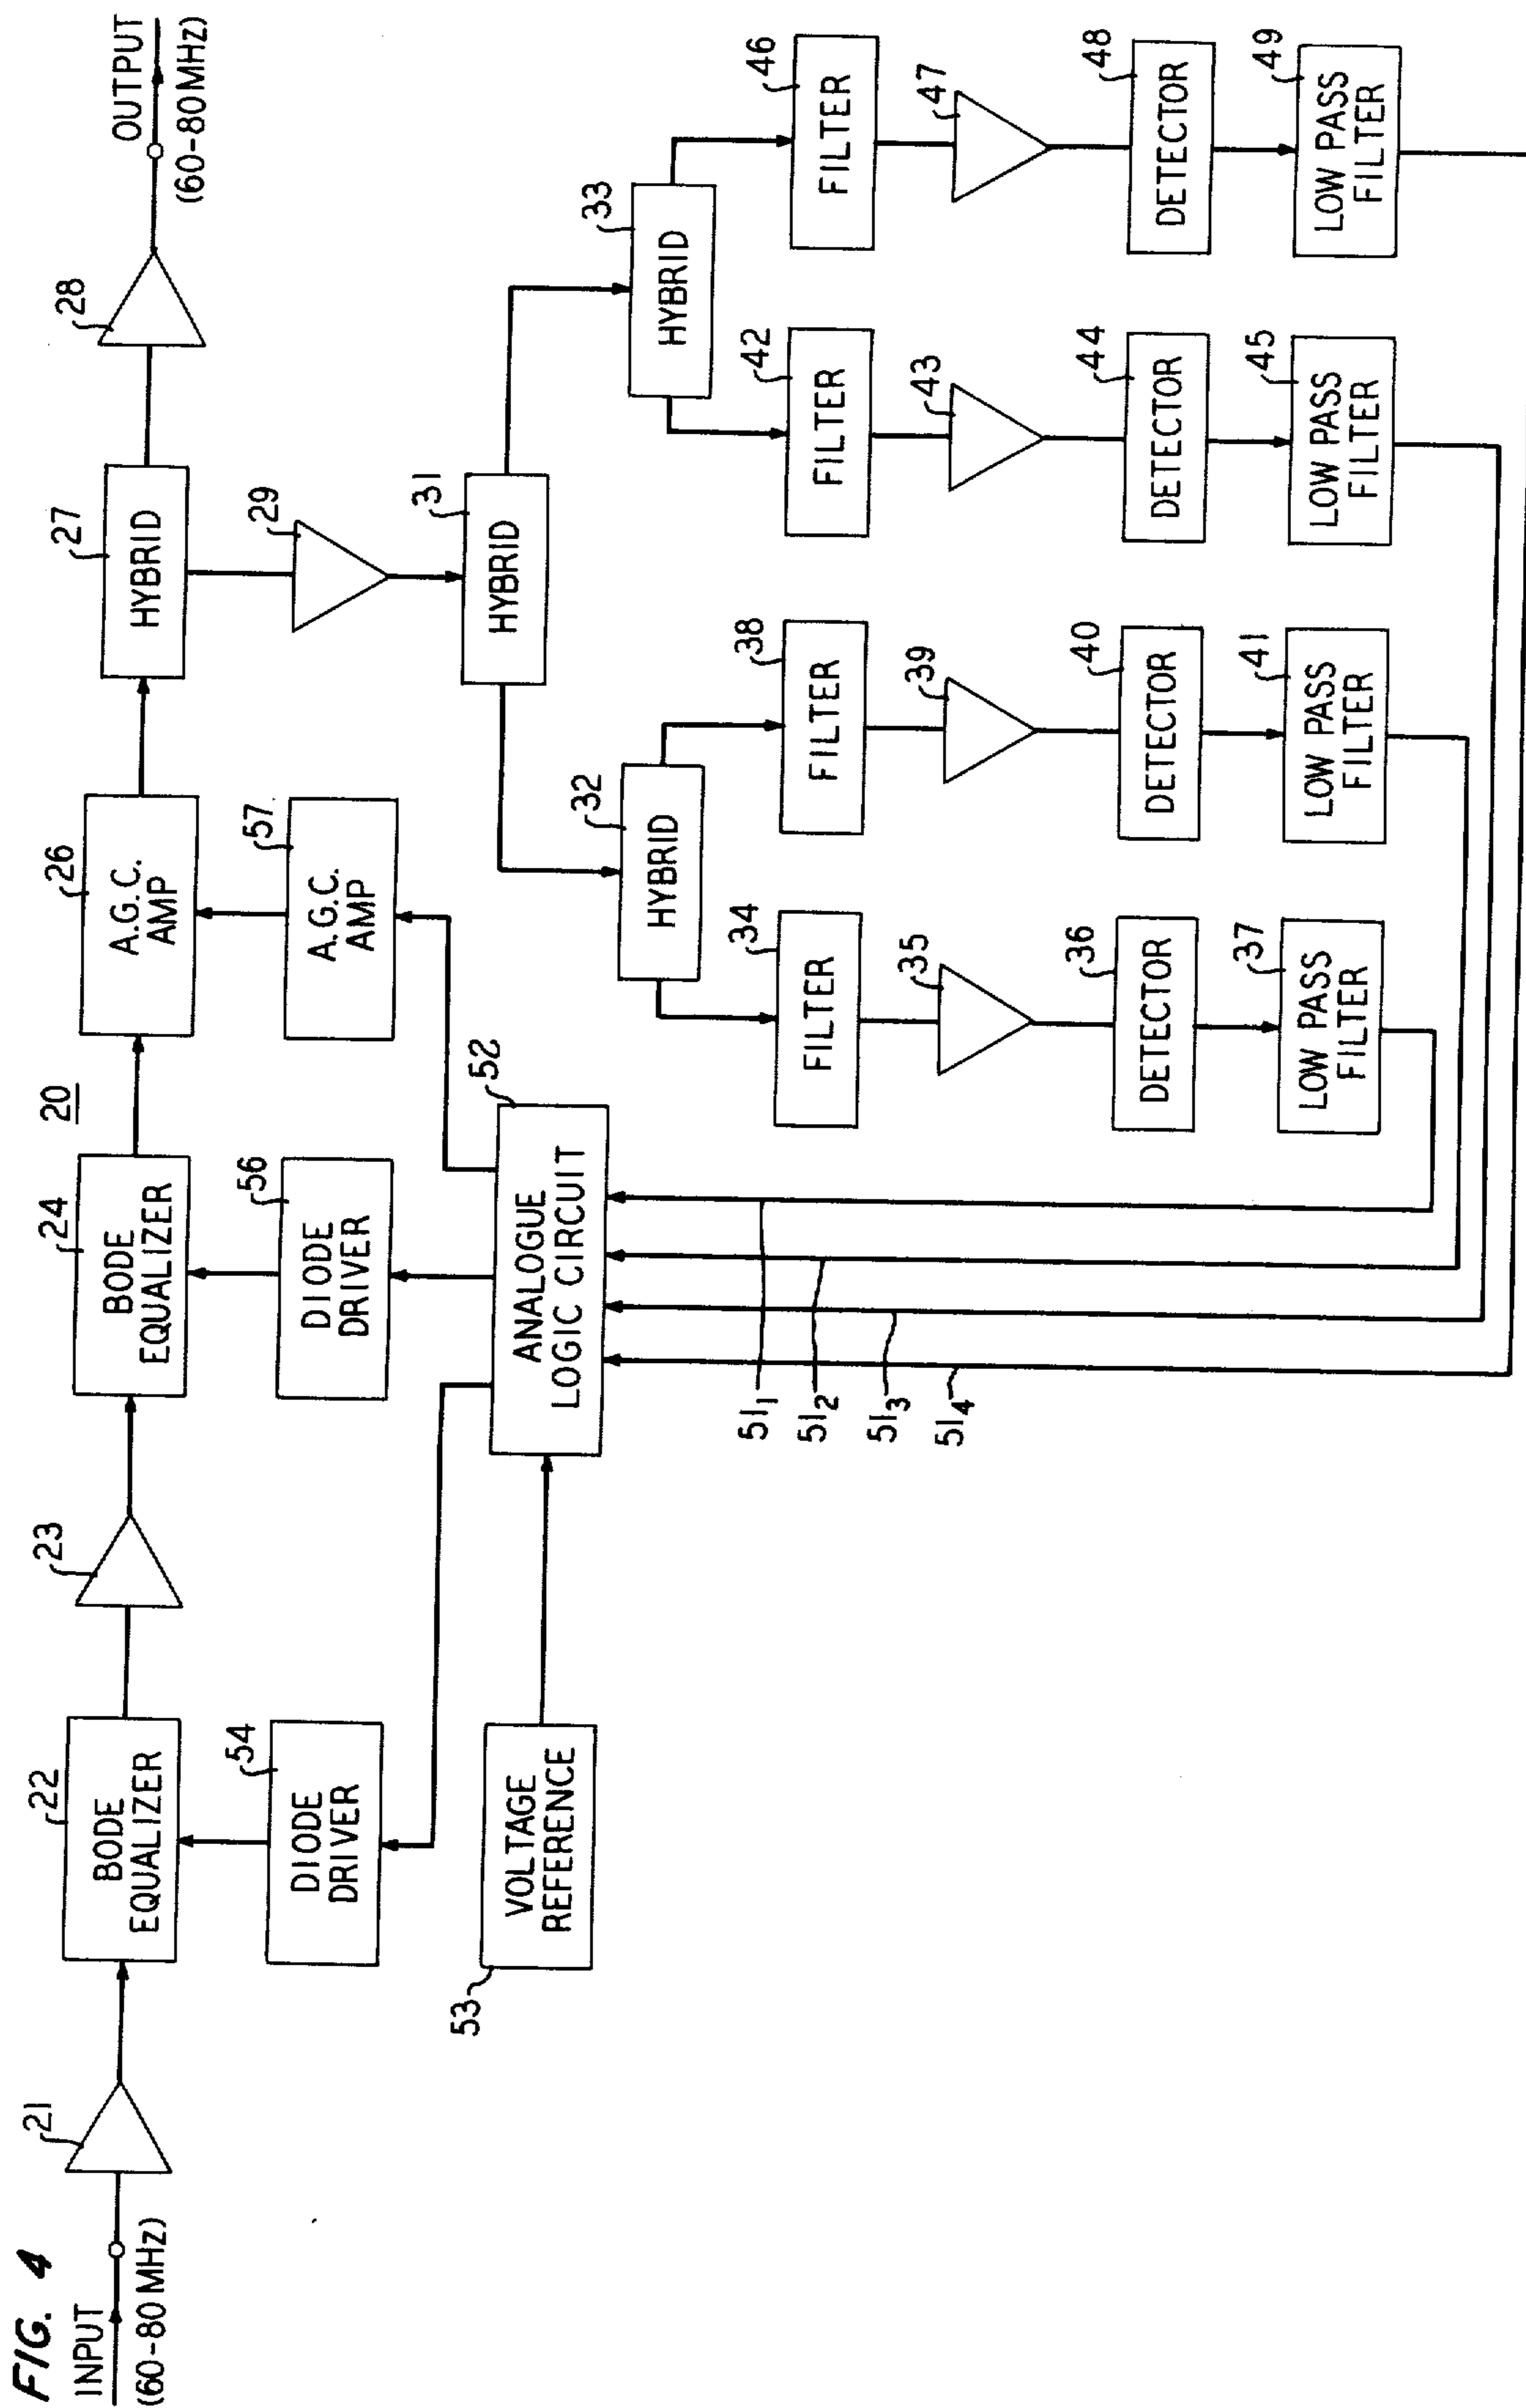 FIG. 4
INPUT
(60-80 MHz)
21
22
BODE
EQUALIZER
23
24
BODE
EQUALIZER
20
26
A.G.C.
AMP
27
HYBRID
28
OUTPUT
(60-80MHz)
54
DIODE
DRIVER
56
DIODE
DRIVER
57
A.G.C.
AMP
29
53
VOLTAGE
REFERENCE
52
ANALOGUE
LOGIC CIRCUIT
31
HYBRID
32
HYBRID
33
HYBRID
34
FILTER
38
FILTER
42
FILTER
46
FILTER
35
39
43
47
36
DETECTOR
40
DETECTOR
44
DETECTOR
48
DETECTOR
37
LOW PASS
FILTER
41
LOW PASS
FILTER
45
LOW PASS
FILTER
49
LOW PASS
FILTER
51₁
51₂
51₃
51₄